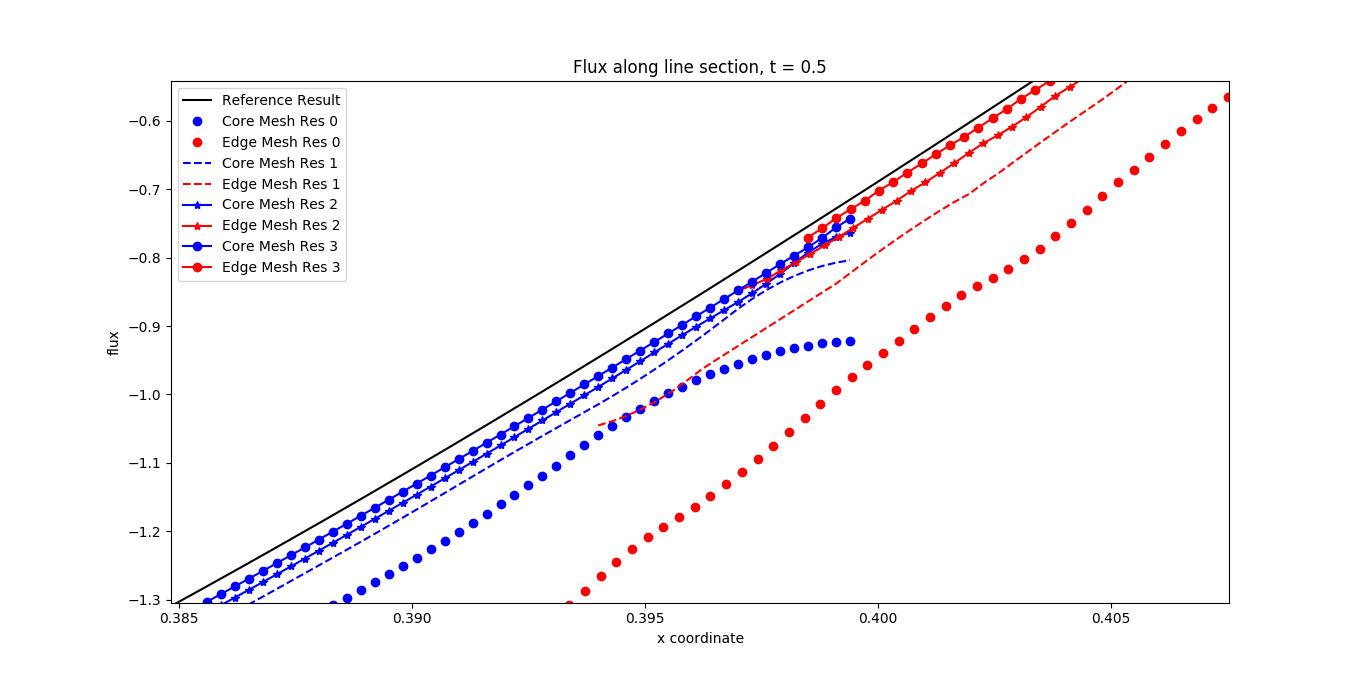 Flux along line section, t = 0.5
Reference Result
Core Mesh Res 0
Edge Mesh Res 0
Core Mesh Res 1
Edge Mesh Res 1
Core Mesh Res 2
Edge Mesh Res 2
Core Mesh Res 3
Edge Mesh Res 3
flux
−0.6
−0.7
−0.8
−0.9
−1.0
−1.1
−1.2
−1.3
0.385 0.390 0.395 0.400 0.405
x coordinate